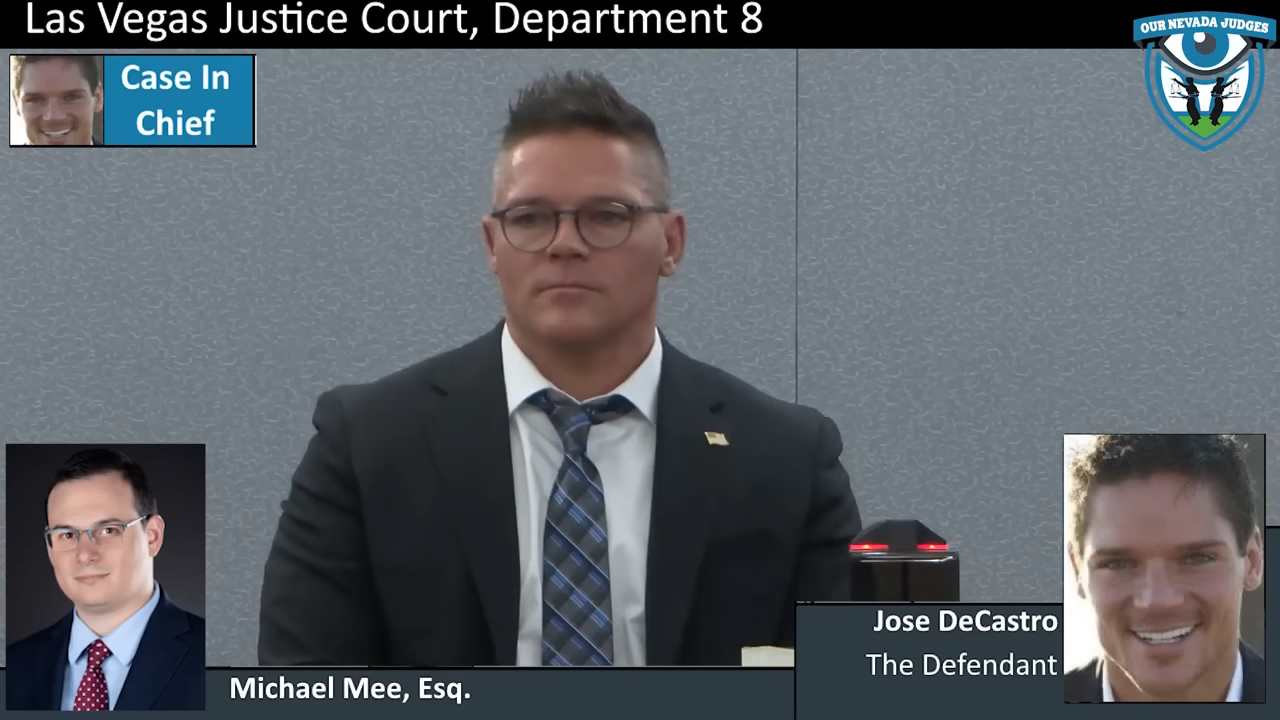 Las Vegas Justice Court, Department 8
OUR NEVADA JUDGES
Case In
Chief
Jose DeCastro
The Defendant
Michael Mee, Esq.